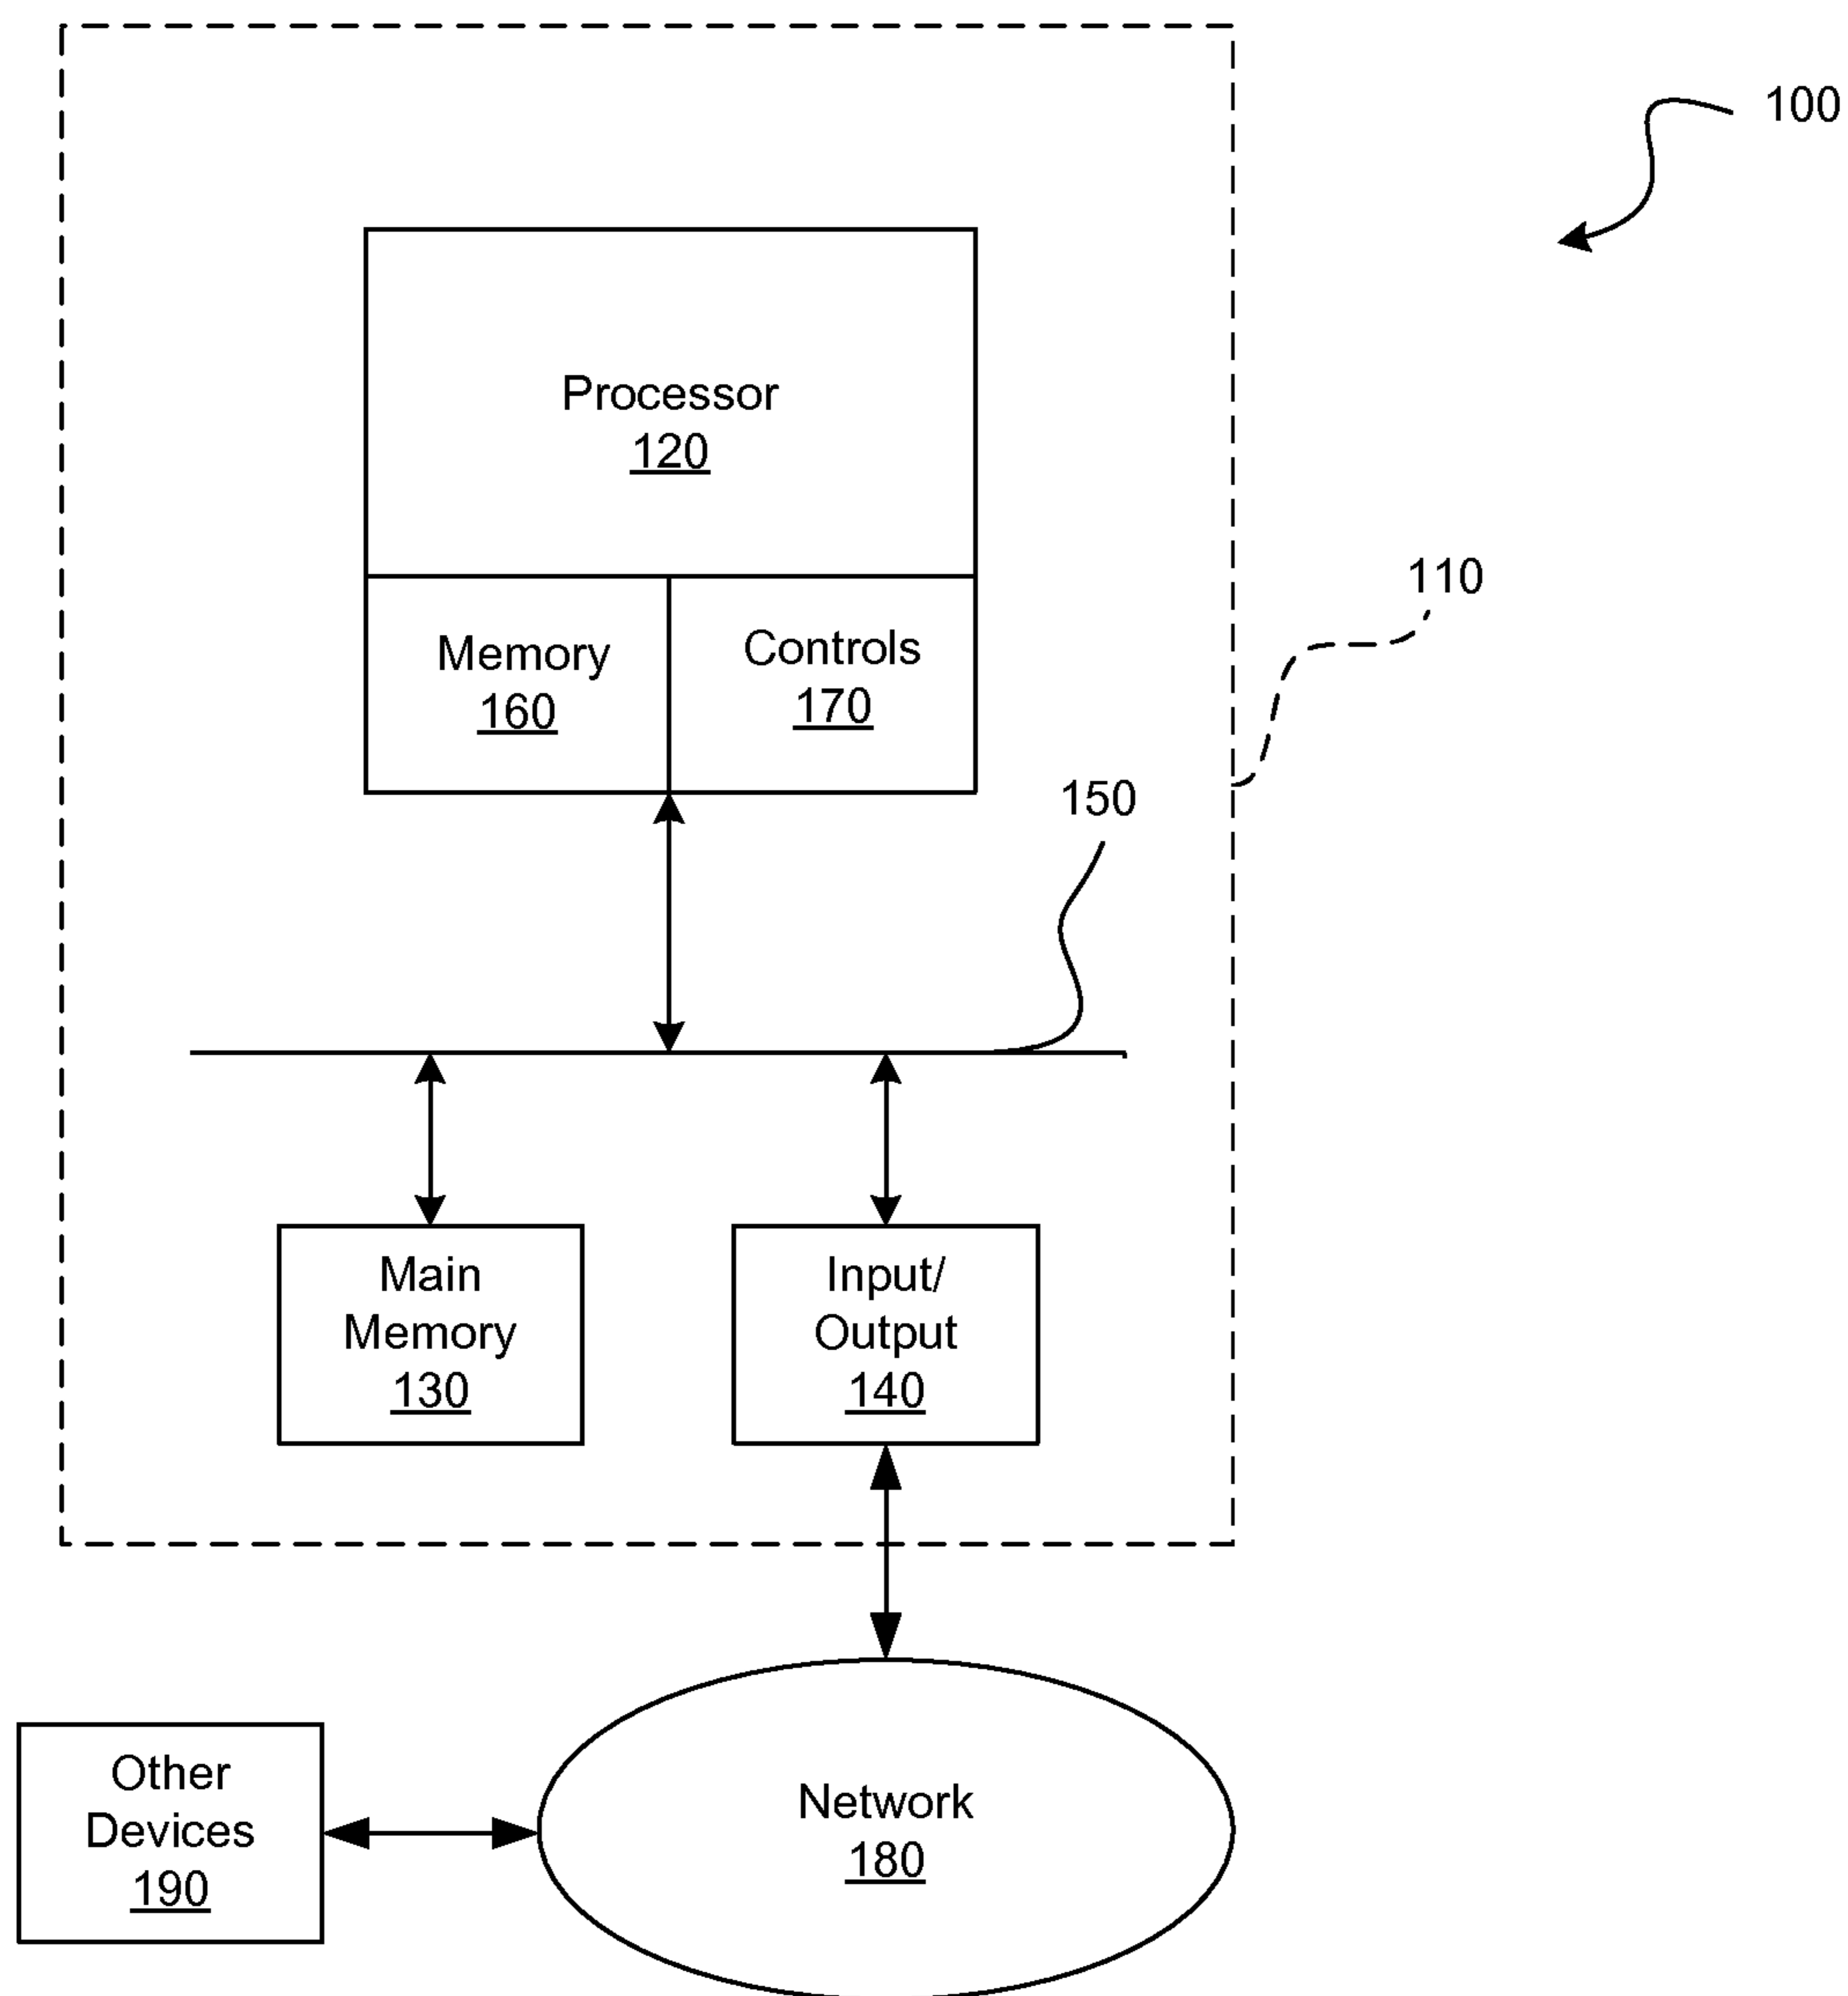 100
Processor
120
110
Memory
160
Controls
170
150
Main
Memory
130
Input/
Output
140
Other
Devices
190
Network
180